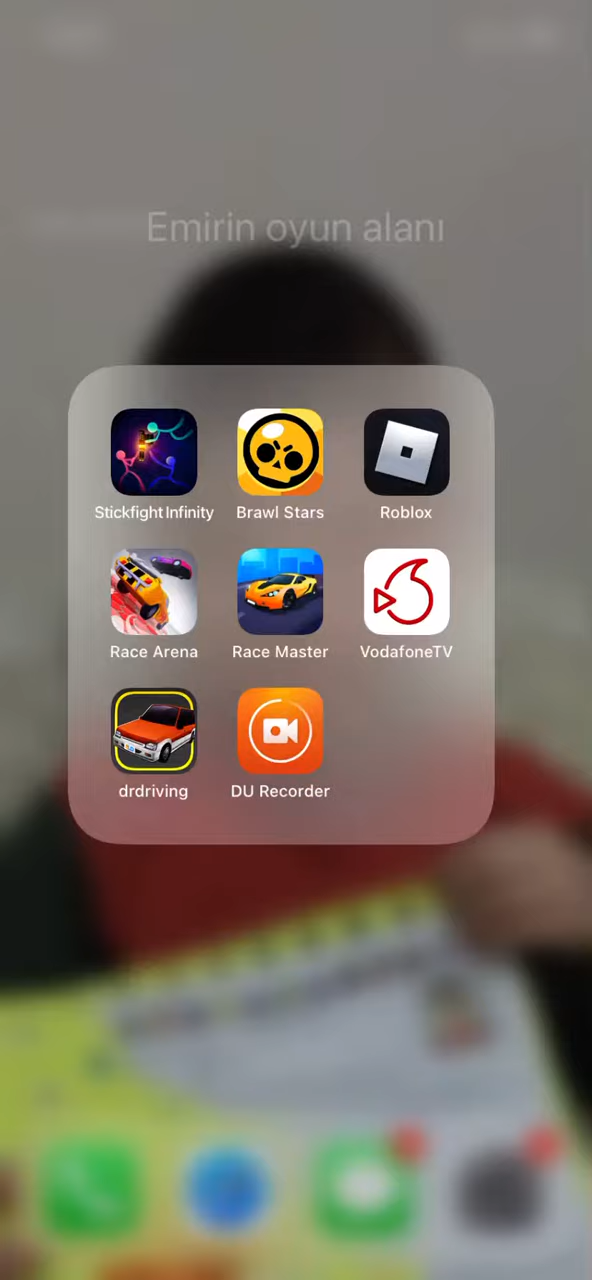 Emirin oyun alanı
Stickfight Infinity
Brawl Stars
Roblox
Race Arena
Race Master
VodafoneTV
drdriving
DU Recorder